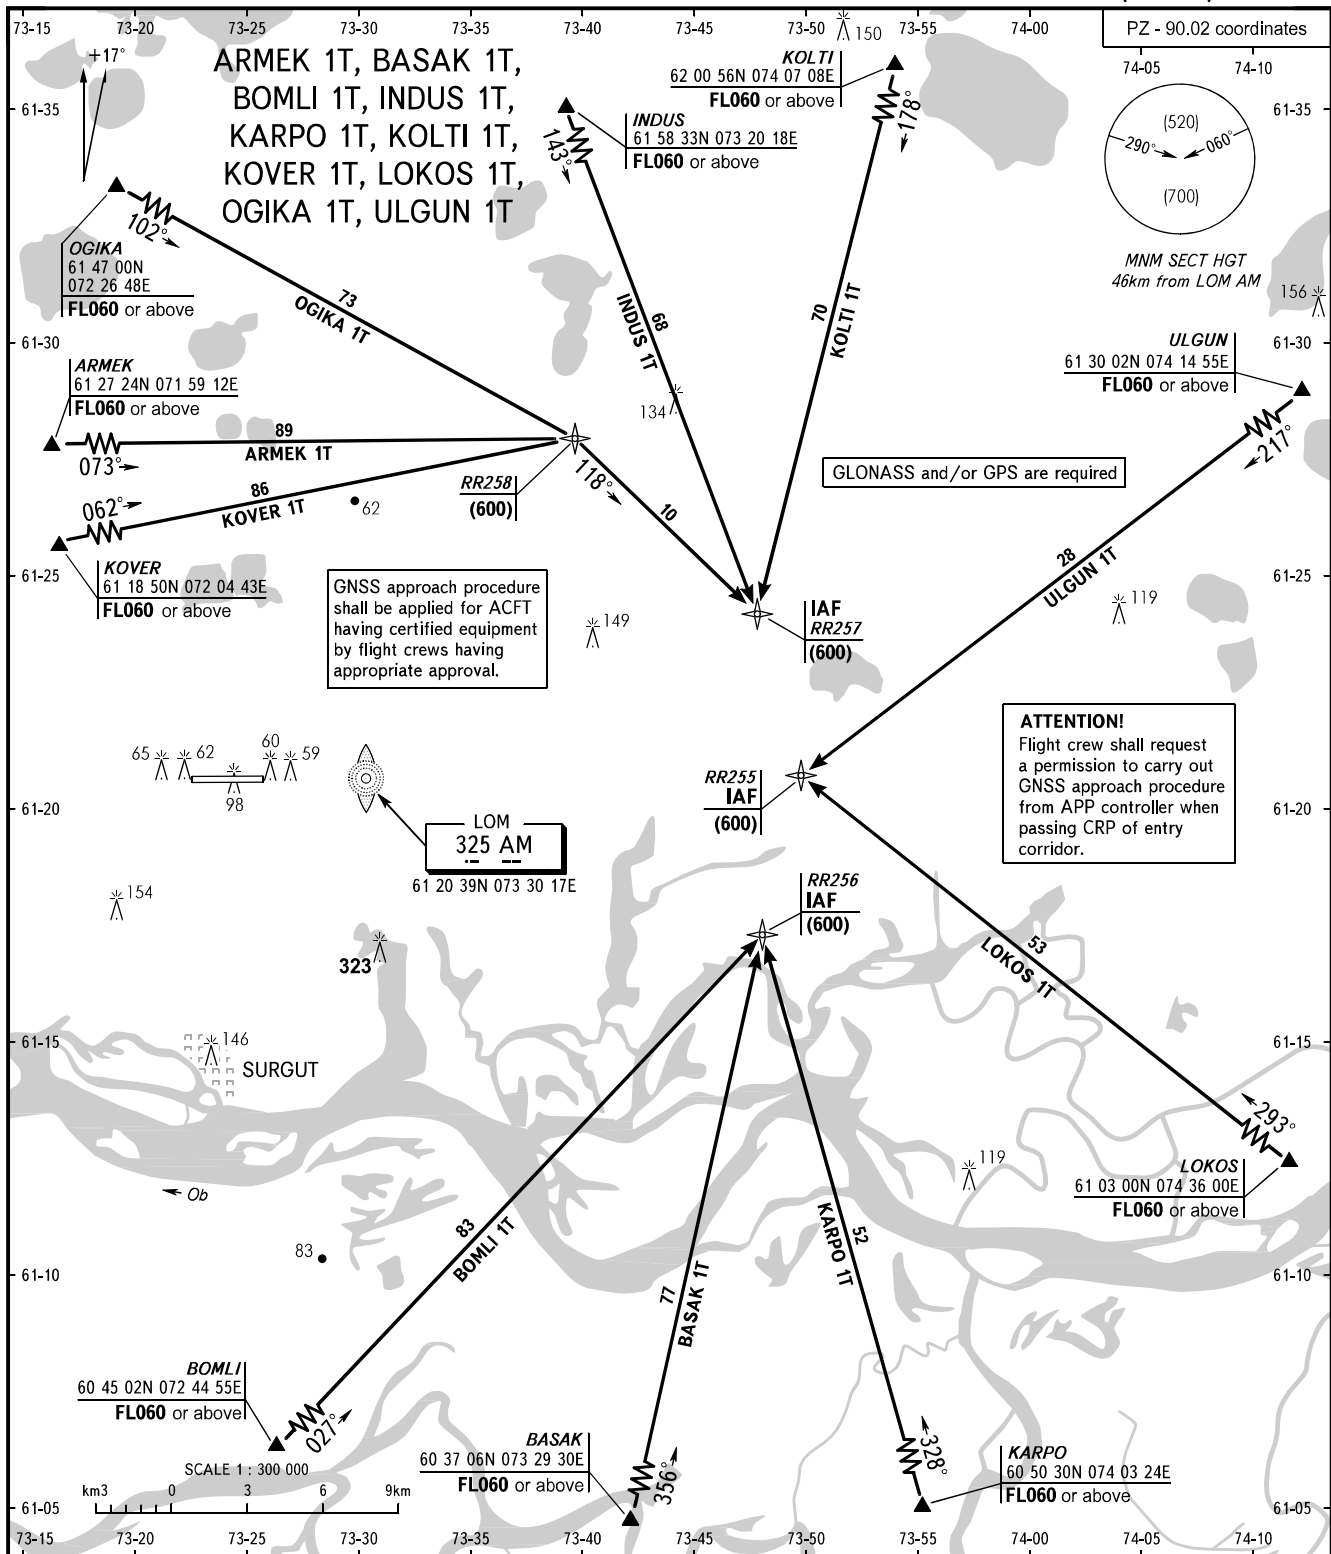 73-15
73-20
73-30
73-40
73-45
73-55
74-00
PZ - 90.02 coordinates
74-05
74-10
+17°
ARMEK 1T, BASAK 1T,
BOMLI 1T, INDUS 1T,
KARPO 1T, KOLTI 1T,
KOVER 1T, LOKOS 1T,
OGIKA 1T, ULGUN 1T
150
KOLTI
62 00 56N 074 07 08E
FL060 or above
178°
INDUS
61 58 33N 073 20 18E
FL060 or above
143°
61-35
61-35
(520)
290°
060°
(700)
MNM SECT HGT
46km from LOM AM
102°
OGIKA
61 47 00N
072 26 48E
FL060 or above
73
OGIKA 1T
68
INDUS 1T
70
KOLTI 1T
156
61-30
61-30
ULGUN
61 30 02N 074 14 55E
FL060 or above
217°
ARMEK
61 27 24N 071 59 12E
FL060 or above
134
89
ARMEK 1T
073°
86
KOVER 1T
062°
62
RR258
(600)
118°
10
GLONASS and/or GPS are required
28
ULGUN 1T
KOVER
61 18 50N 072 04 43E
FL060 or above
61-25
61-25
GNSS approach procedure
shall be applied for ACFT
having certified equipment
by flight crews having
appropriate approval.
149
IAF
RR257
(600)
119
ATTENTION!
Flight crew shall request
a permission to carry out
GNSS approach procedure
from APP controller when
passing CRP of entry
corridor.
65
62
60
59
98
RR255
IAF
(600)
61-20
61-20
LOM
325 AM
61 20 39N 073 30 17E
154
RR256
IAF
(600)
323
53
LOKOS 1T
61-15
61-15
146
SURGUT
293°
LOKOS
61 03 00N 074 36 00E
FL060 or above
119
Ob
83
83
BOMLI 1T
77
BASAK 1T
52
KARPO 1T
61-10
61-10
BOMLI
60 45 02N 072 44 55E
FL060 or above
027°
BASAK
60 37 06N 073 29 30E
FL060 or above
356°
328°
KARPO
60 50 30N 074 03 24E
FL060 or above
SCALE 1 : 300 000
km3
0
3
6
9km
61-05
61-05
73-15
73-20
73-30
73-40
73-45
73-50
73-55
74-00
74-05
74-10